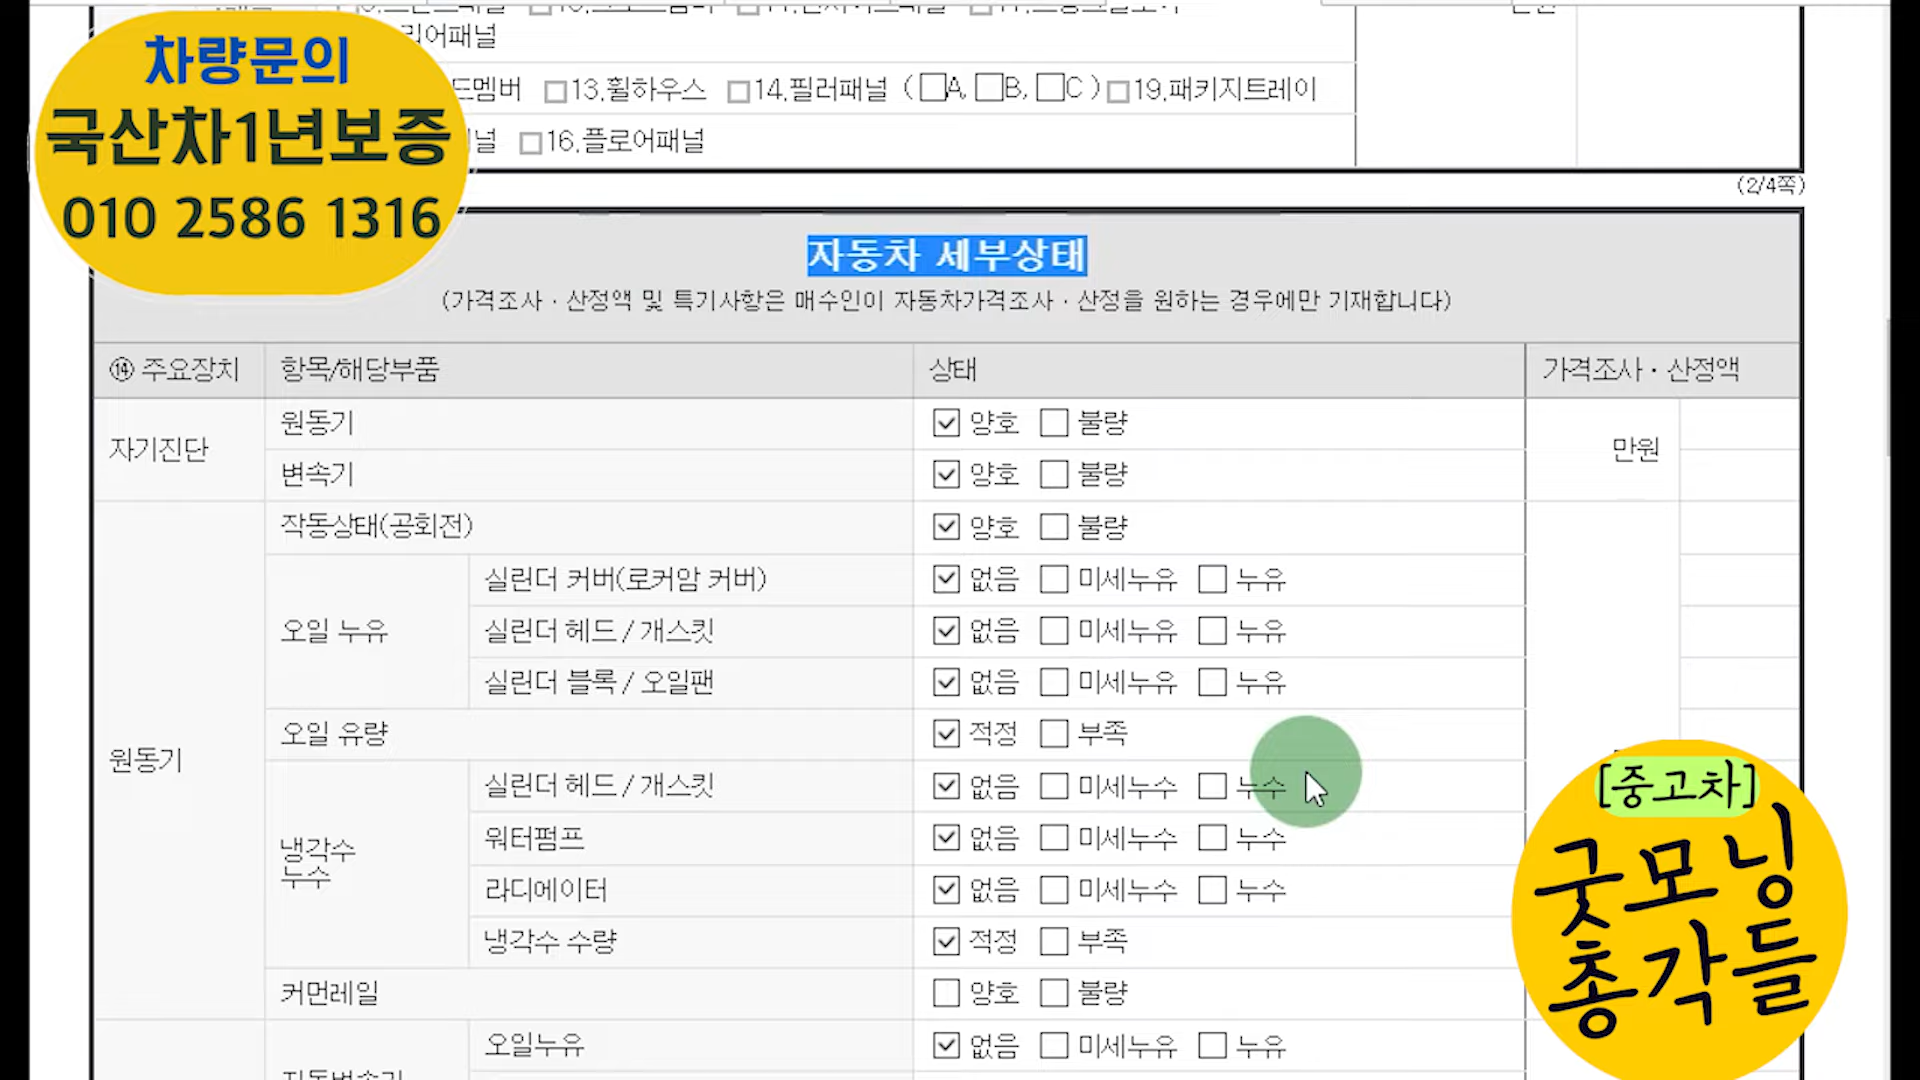 리어패널
드멤버 □13.휠하우스 □14.필러패널 ( □A, □B, □C ) □19.패키지트레이
널 □16.플로어패널
(2/4쪽)
차량문의
국산차1년보증
010 2586 1316
자동차 세부상태
(가격조사 · 산정액 및 특기사항은 매수인이 자동차가격조사 · 산정을 원하는 경우에만 기재합니다)
⑭ 주요장치 항목/해당부품 상태 가격조사 · 산정액
자기진단 원동기 ☑ 양호 □ 불량 만원
변속기 ☑ 양호 □ 불량
원동기 작동상태(공회전) ☑ 양호 □ 불량
오일 누유 실린더 커버(로커암 커버) ☑ 없음 □ 미세누유 □ 누유
실린더 헤드 / 개스킷 ☑ 없음 □ 미세누유 □ 누유
실린더 블록 / 오일팬 ☑ 없음 □ 미세누유 □ 누유
오일 유량 ☑ 적정 □ 부족
냉각수 누수 실린더 헤드 / 개스킷 ☑ 없음 □ 미세누수 □ 누수
워터펌프 ☑ 없음 □ 미세누수 □ 누수
라디에이터 ☑ 없음 □ 미세누수 □ 누수
냉각수 수량 ☑ 적정 □ 부족
커먼레일 □ 양호 □ 불량
오일누유 ☑ 없음 □ 미세누유 □ 누유
[중고차]
굿모닝
총각들